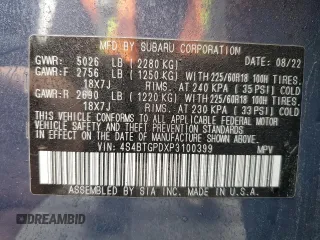 MFD. BY SUBARU CORPORATION 08/22
GVWR: 5026 LB ( 2280 KG)
GAWR:F 2756 LB ( 1250 KG) WITH 225/60R18 100H TIRES.
18X7J RIMS. AT 240 KPA ( 35 PSI) COLD
GAWR:R 2690 LB ( 1220 KG) WITH 225/60R18 100H TIRES.
18X7J RIMS. AT 230 KPA ( 33 PSI) COLD
THIS VEHICLE CONFORMS TO ALL APPLICABLE FEDERAL MOTOR
VEHICLE SAFETY STANDARDS IN EFFECT ON THE
DATE OF MANUFACTURE SHOWN ABOVE.
VIN: 4S4BTGPDXP3100399 MPV
ASSEMBLED BY SIA INC. MADE IN U.S.A.
DREAMBID